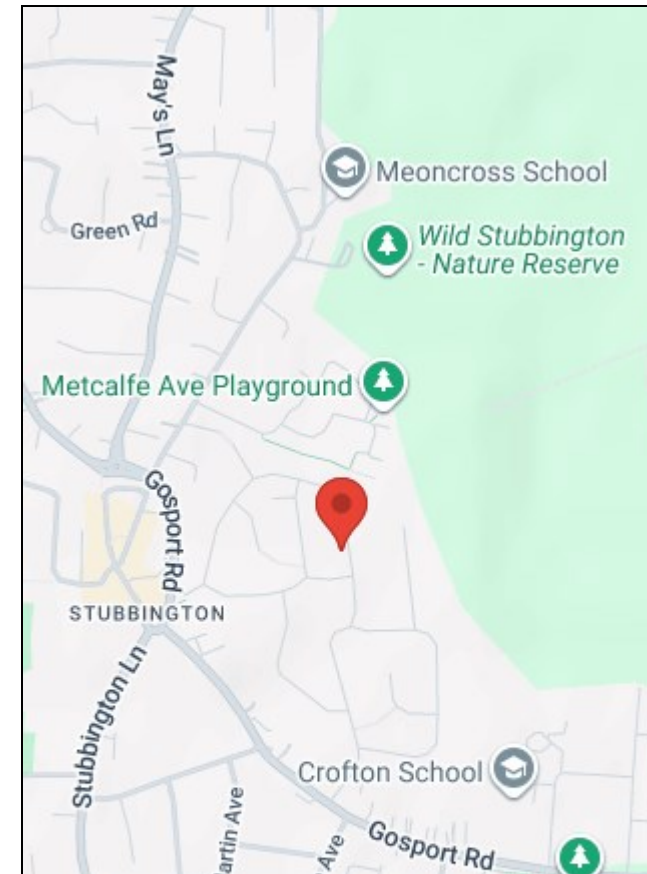 May's Ln
Meoncross School
Green Rd
Wild Stubbington
- Nature Reserve
Metcalfe Ave Playground
Gosport Rd
STUBBINGTON
Stubbington Ln
Crofton School
artin Ave
Ave
Gosport Rd